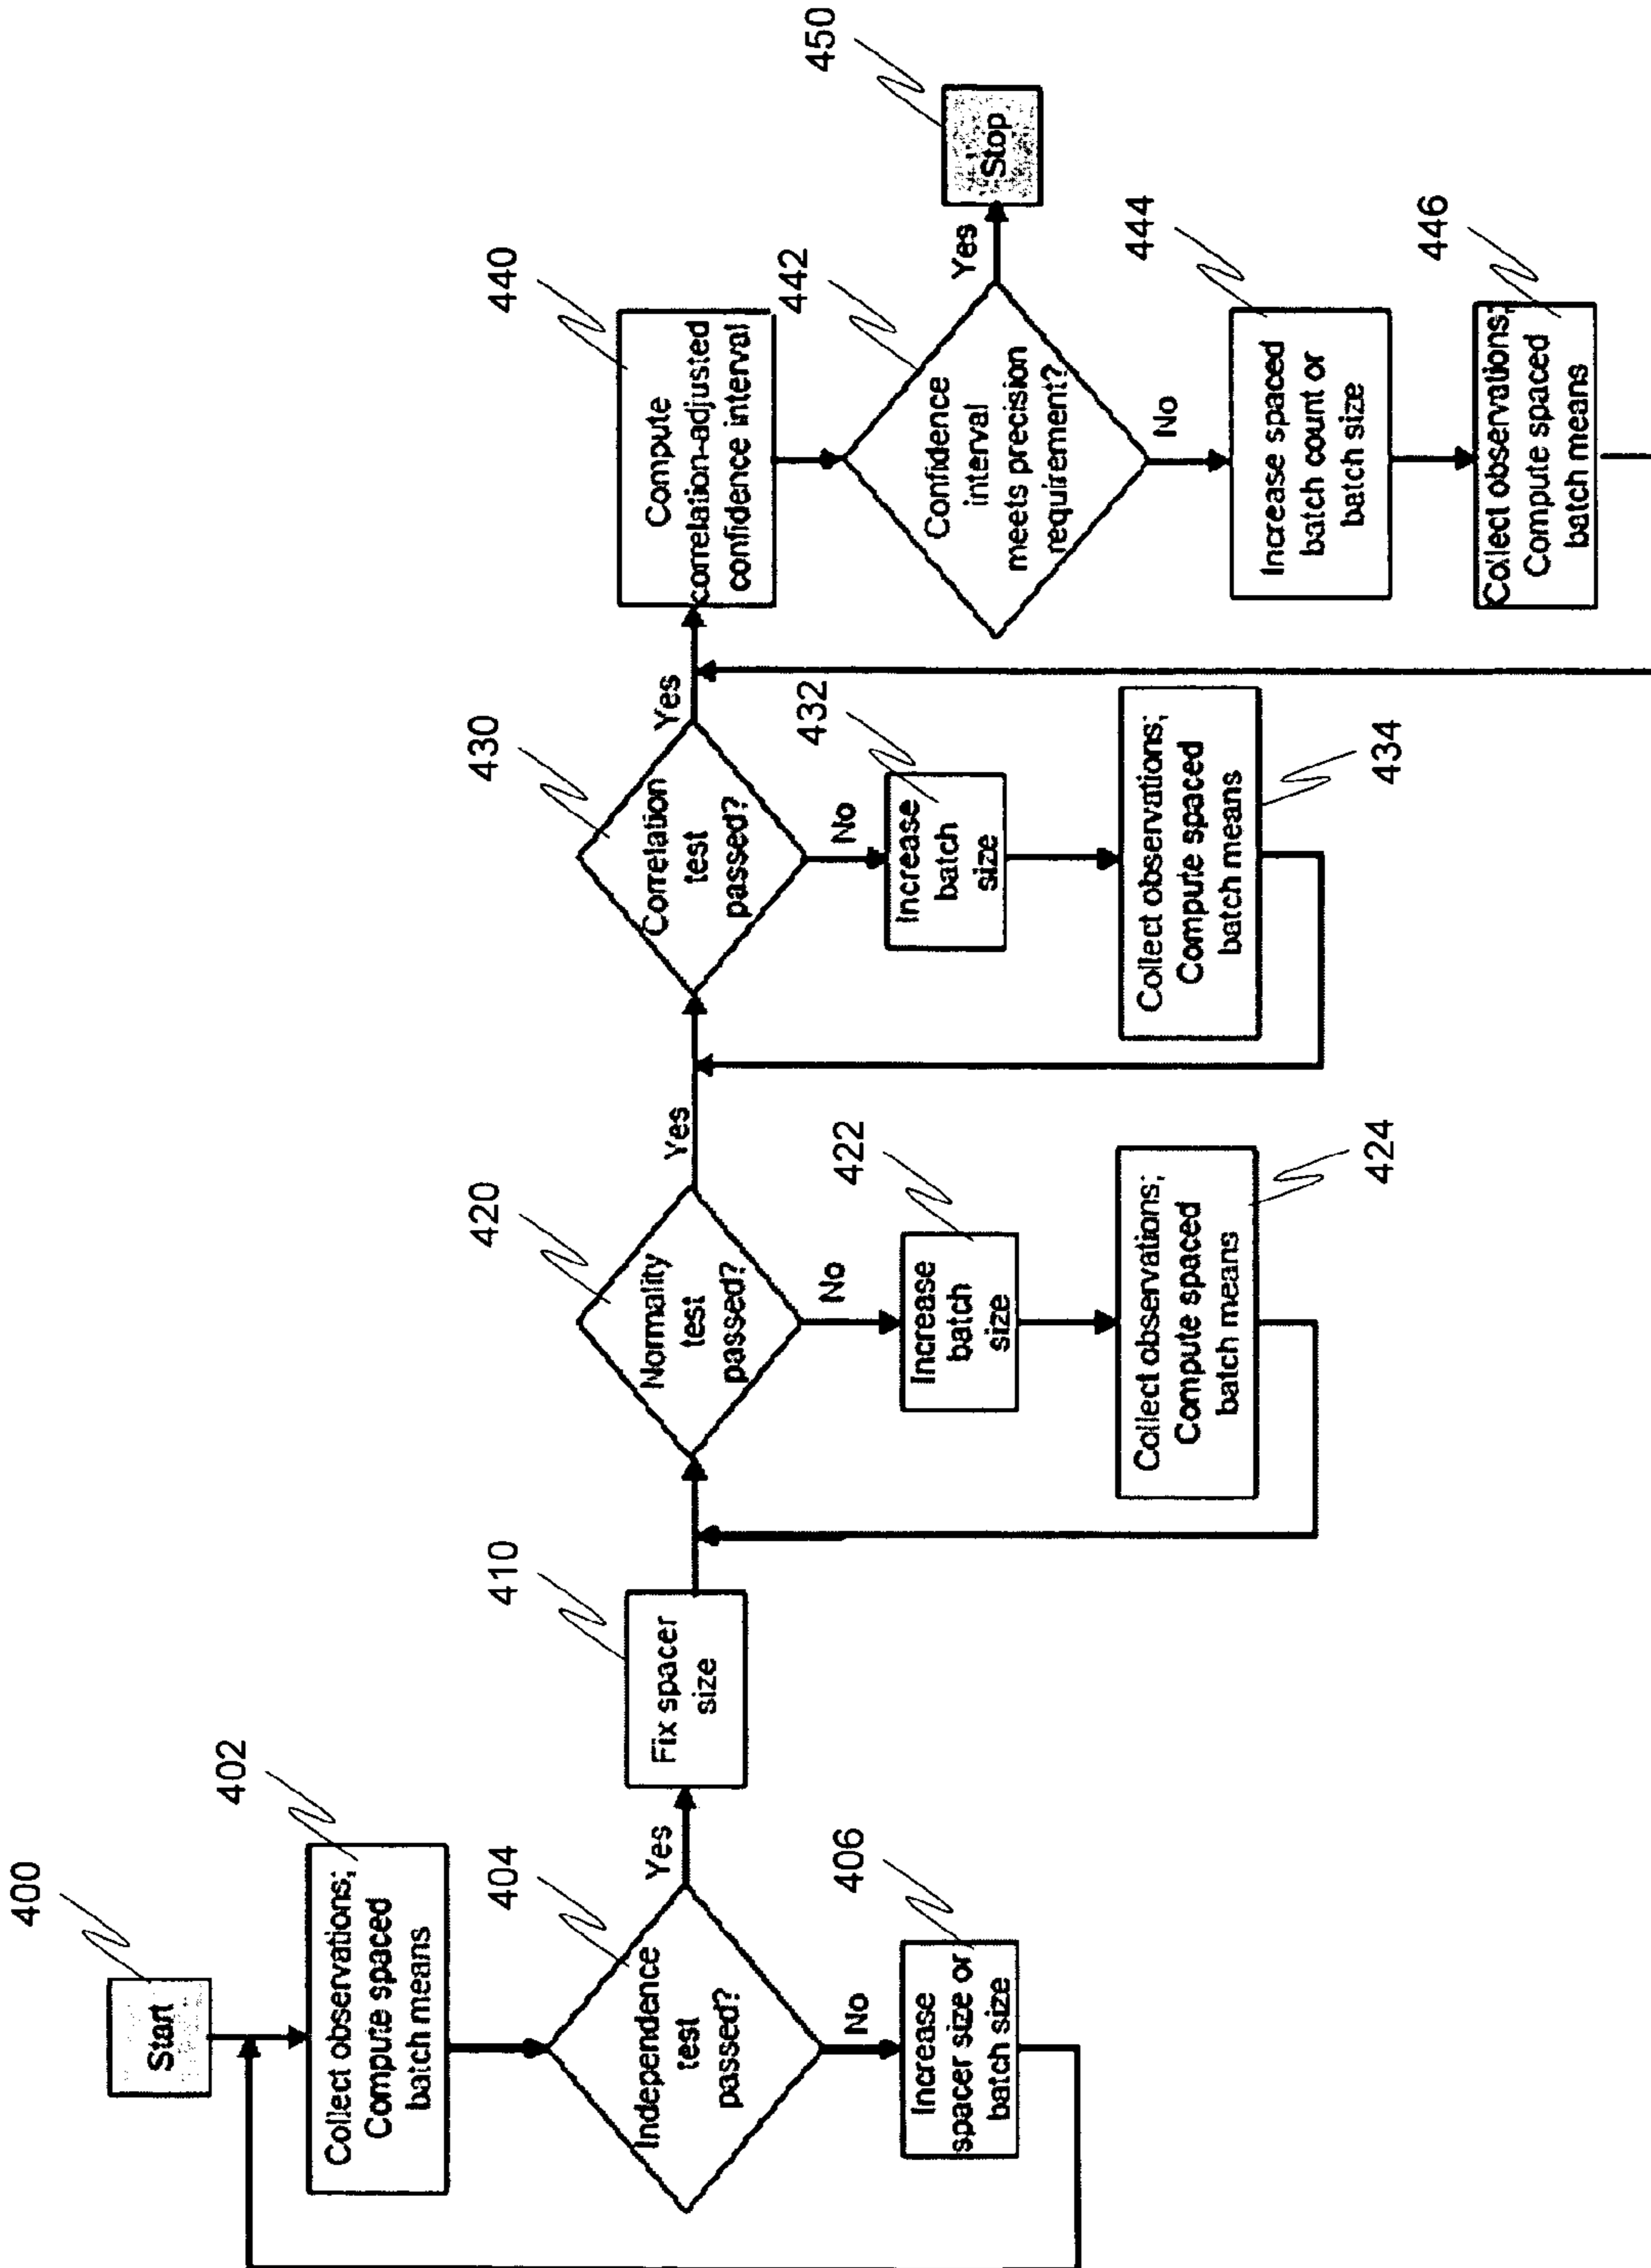 400
Start
402
Collect observations;
Compute spaced
batch means
404
Independence
test
passed?
Yes
No
406
Increase
spacer size or
batch size
410
Fix spacer
size
420
Normality
test
passed?
Yes
No
422
Increase
batch
size
424
Collect observations;
Compute spaced
batch means
430
Correlation
test
passed?
Yes
No
432
Increase
batch
size
434
Collect observations;
Compute spaced
batch means
440
Compute
correlation-adjusted
confidence interval
442
Confidence
interval
meets precision
requirement?
Yes
No
450
Stop
444
Increase spaced
batch count or
batch size
446
Collect observations;
Compute spaced
batch means